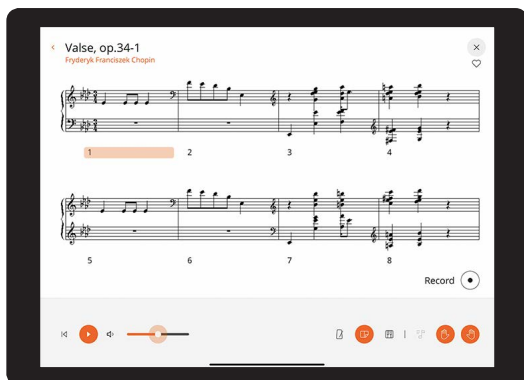 Valse, op.34-1
Fryderyk Franciszek Chopin
1 2 3 4
5 6 7 8
Record